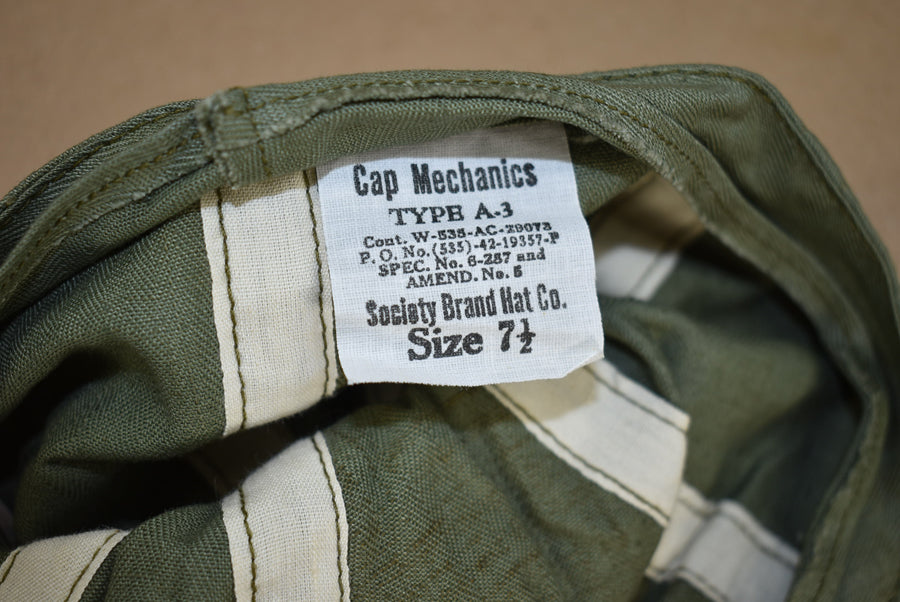 Cap Mechanics
TYPE A-3
Cont. W-535-AC-29073
P. O. No. (535)-42-19357-P
SPEC. No. 6-287 and
AMEND. No. 5
Society Brand Hat Co.
Size 7½